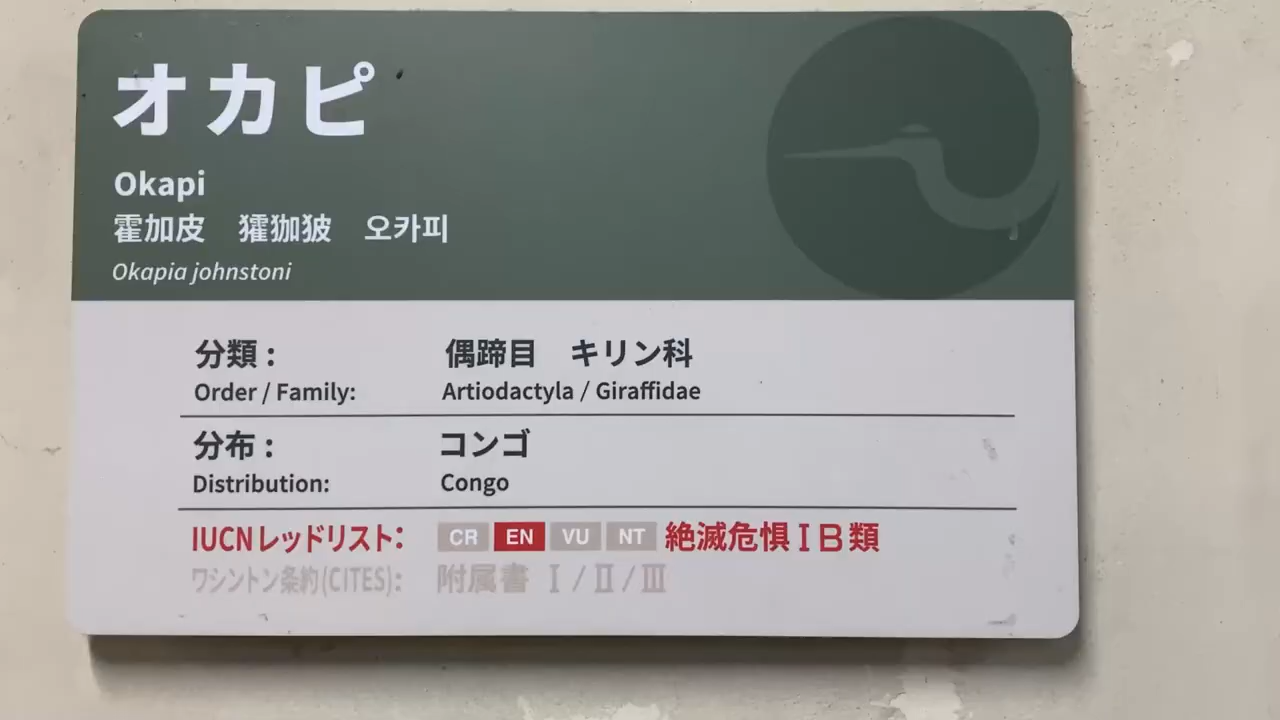 オカピ
Okapi
霍加皮 㺢㹢狓 오카피
Okapia johnstoni
分類： 偶蹄目 キリン科
Order / Family: Artiodactyla / Giraffidae
分布： コンゴ
Distribution: Congo
IUCNレッドリスト： CR EN VU NT 絶滅危惧ⅠB類
ワシントン条約(CITES)： 附属書 Ⅰ/Ⅱ/Ⅲ